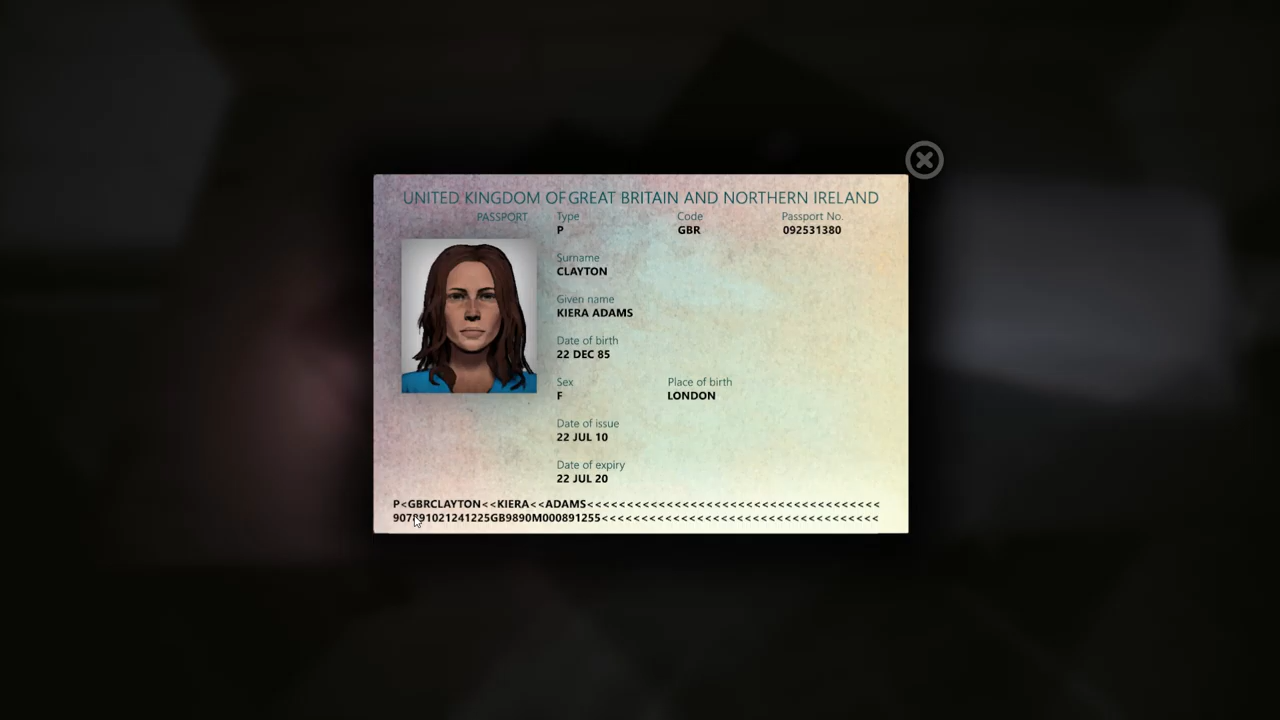 UNITED KINGDOM OF GREAT BRITAIN AND NORTHERN IRELAND
PASSPORT Type Code Passport No.
P GBR 092531380
Surname
CLAYTON
Given name
KIERA ADAMS
Date of birth
22 DEC 85
Sex Place of birth
F LONDON
Date of issue
22 JUL 10
Date of expiry
22 JUL 20
P<GBRCLAYTON<<KIERA<<ADAMS<<<<<<<<<<<<<<<<<<<<<<<<<<<<<
907891021241225GB9890M000891255<<<<<<<<<<<<<<<<<<<<<<<<<<<<